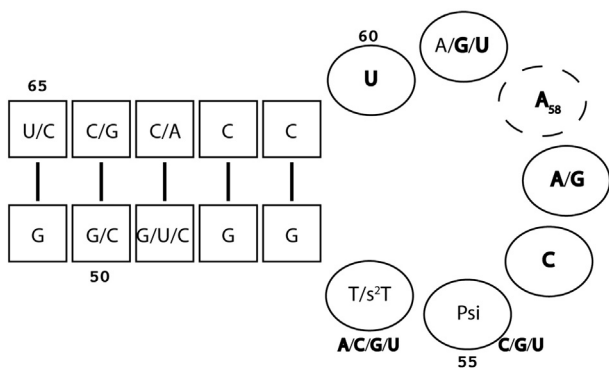 60
A/G/U
65
U
U/C C/G C/A C C
A58
A/G
G G/C G/U/C G G
C
50
T/s²T
Psi
A/C/G/U
C/G/U
55